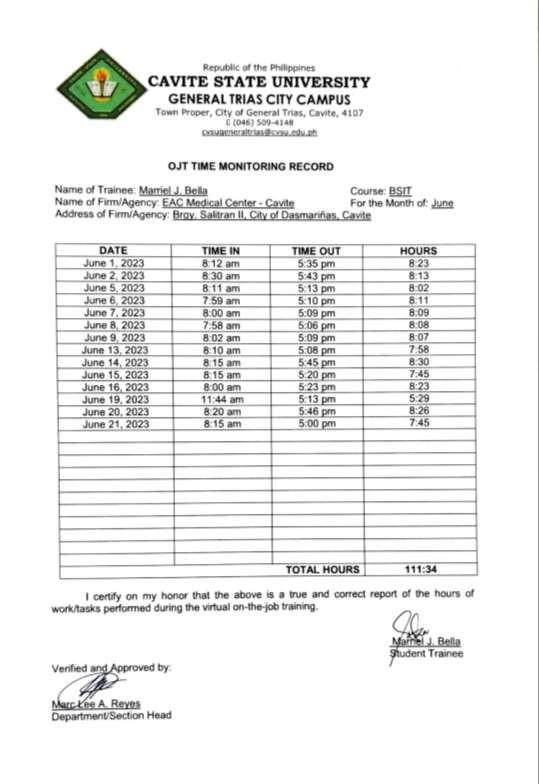 Republic of the Philippines
CAVITE STATE UNIVERSITY
GENERAL TRIAS CITY CAMPUS
Town Proper, City of General Trias, Cavite, 4107
(046) 509-4148
cvsugeneraltrias@cvsu.edu.ph
OJT TIME MONITORING RECORD
Name of Trainee: Marriel J. Bella Course: BSIT
Name of Firm/Agency: EAC Medical Center - Cavite For the Month of: June
Address of Firm/Agency: Brgy. Salitran II, City of Dasmariñas, Cavite
DATE TIME IN TIME OUT HOURS
June 1, 2023 8:12 am 5:35 pm 8:23
June 2, 2023 8:30 am 5:43 pm 8:13
June 5, 2023 8:11 am 5:13 pm 8:02
June 6, 2023 7:59 am 5:10 pm 8:11
June 7, 2023 8:00 am 5:09 pm 8:09
June 8, 2023 7:58 am 5:06 pm 8:08
June 9, 2023 8:02 am 5:09 pm 8:07
June 13, 2023 8:10 am 5:08 pm 7:58
June 14, 2023 8:15 am 5:45 pm 8:30
June 15, 2023 8:15 am 5:20 pm 7:45
June 16, 2023 8:00 am 5:23 pm 8:23
June 19, 2023 11:44 am 5:13 pm 5:29
June 20, 2023 8:20 am 5:46 pm 8:26
June 21, 2023 8:15 am 5:00 pm 7:45
TOTAL HOURS 111:34
I certify on my honor that the above is a true and correct report of the hours of
work/tasks performed during the virtual on-the-job training.
Marriel J. Bella
Student Trainee
Verified and Approved by:
Marc Lee A. Reyes
Department/Section Head